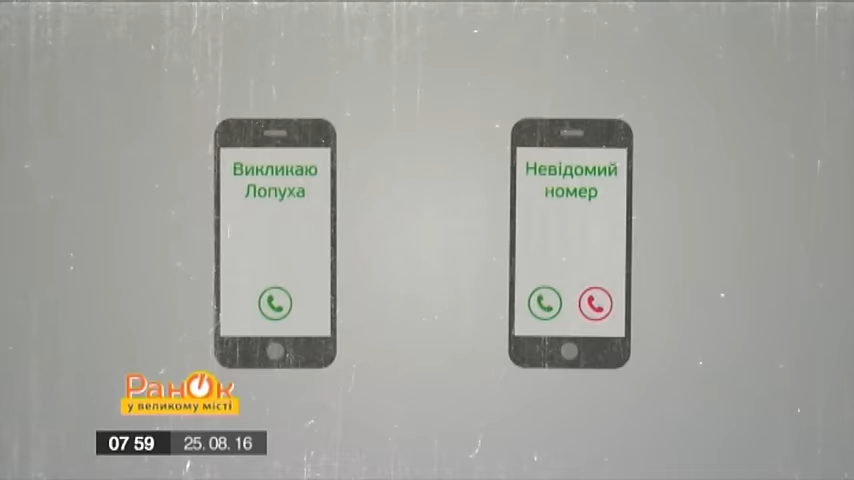 Викликаю
Лопуха
Невідомий
номер
Ранок
у великому місті
07 59
25. 08. 16